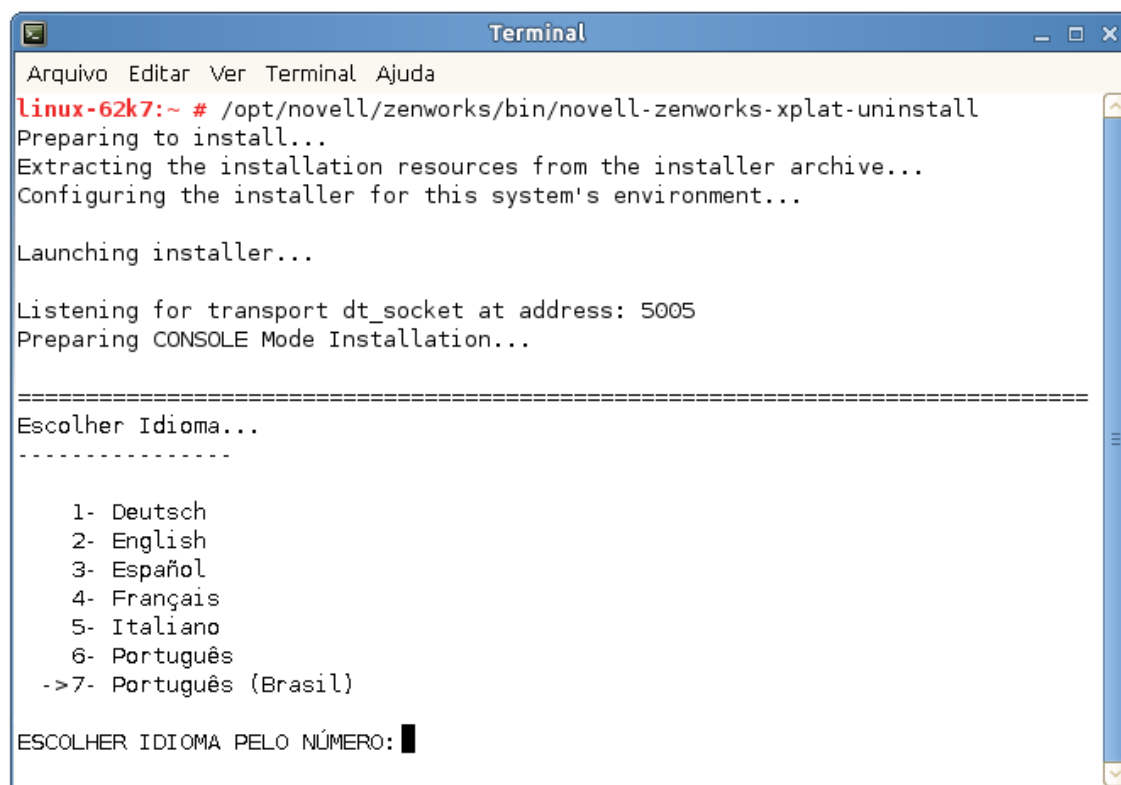 Terminal
Arquivo Editar Ver Terminal Ajuda
linux-62k7:~ # /opt/novell/zenworks/bin/novell-zenworks-xplat-uninstall
Preparing to install...
Extracting the installation resources from the installer archive...
Configuring the installer for this system's environment...
Launching installer...
Listening for transport dt_socket at address: 5005
Preparing CONSOLE Mode Installation...
===============================================================================
Escolher Idioma...
----------------
1- Deutsch
2- English
3- Español
4- Français
5- Italiano
6- Português
->7- Português (Brasil)
ESCOLHER IDIOMA PELO NÚMERO: